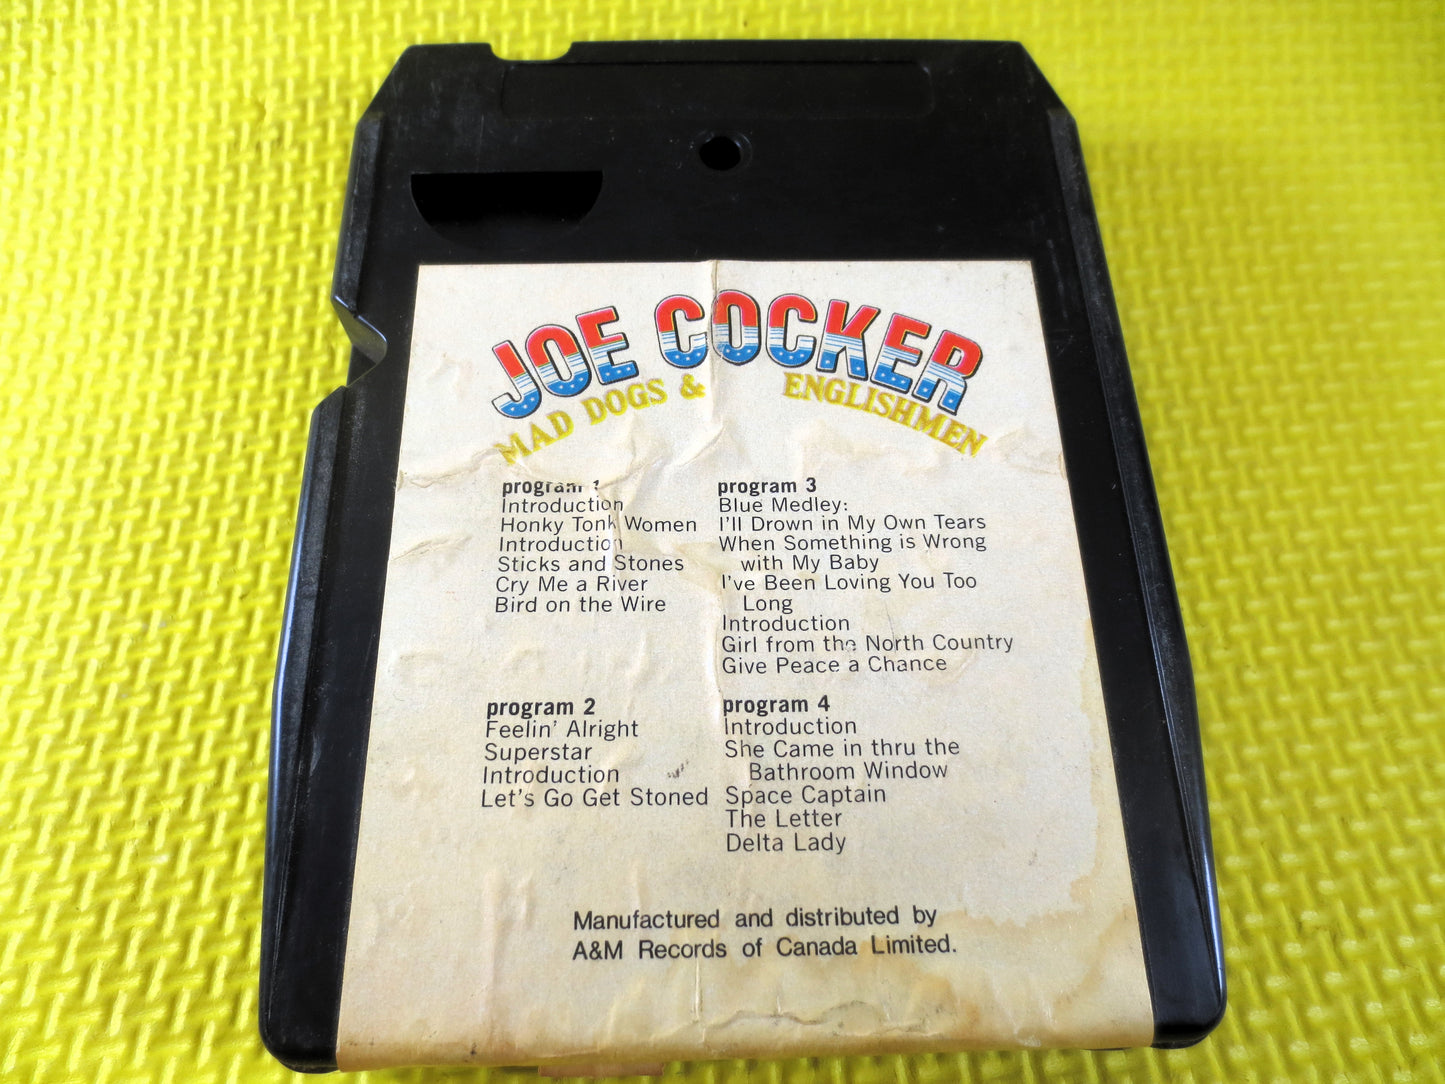 JOE COCKER
MAD DOGS & ENGLISHMEN
program 1
Introduction
Honky Tonk Women
Introduction
Sticks and Stones
Cry Me a River
Bird on the Wire
program 2
Feelin' Alright
Superstar
Introduction
Let's Go Get Stoned
program 3
Blue Medley:
I'll Drown in My Own Tears
When Something is Wrong
with My Baby
I've Been Loving You Too
Long
Introduction
Girl from the North Country
Give Peace a Chance
program 4
Introduction
She Came in thru the
Bathroom Window
Space Captain
The Letter
Delta Lady
Manufactured and distributed by
A&M Records of Canada Limited.